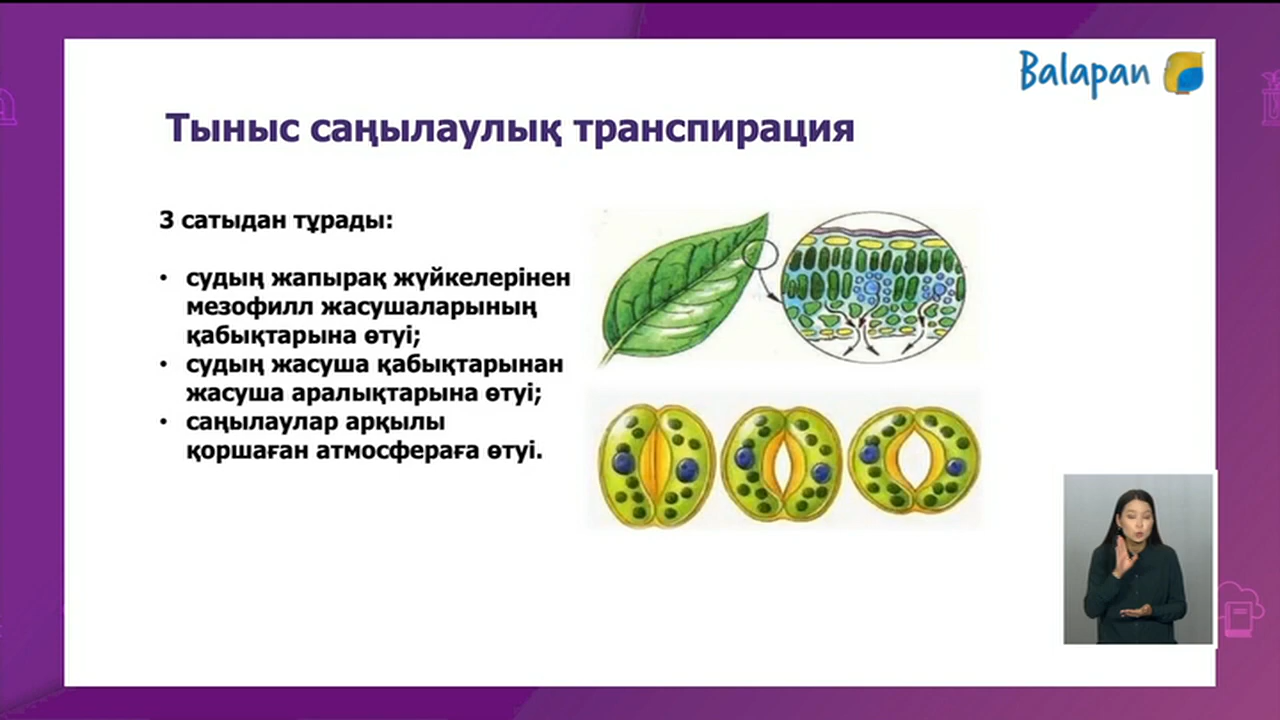 Balapan
Тыныс саңылаулық транспирация
3 сатыдан тұрады:
• судың жапырақ жүйкелерінен
мезофилл жасушаларының
қабықтарына өтуі;
• судың жасуша қабықтарынан
жасуша аралықтарына өтуі;
• саңылаулар арқылы
қоршаған атмосфераға өтуі.